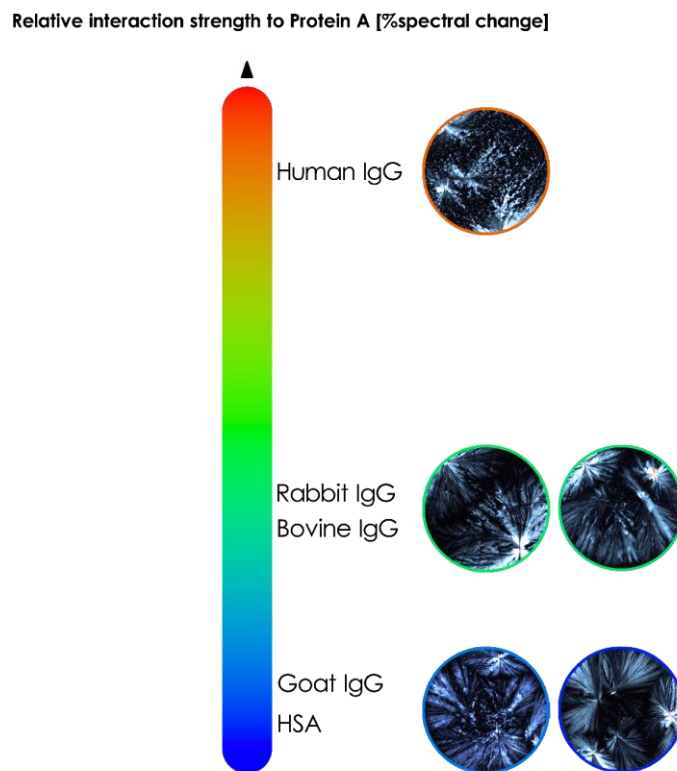 Relative interaction strength to Protein A [%spectral change]
Human IgG
Rabbit IgG
Bovine IgG
Goat IgG
HSA